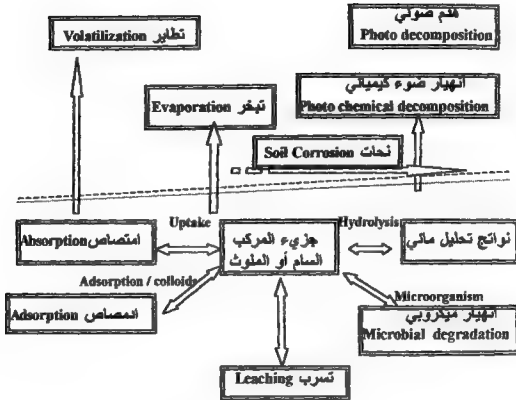 Volatilization تطاير
هدم ضوئي
Photo decomposition
Evaporation تبخر
انهيار ضوء كيميائي
Photo chemical decomposition
Soil Corrosion نحات
Absorption امتصاص
Uptake
جزيء المركب
السام أو الملوث
Hydrolysis
نواتج تحليل مائي
Adsorption / colloids
Adsorption ادمصاص
Microorganism
انهيار ميكروبي
Microbial degradation
Leaching تسرب